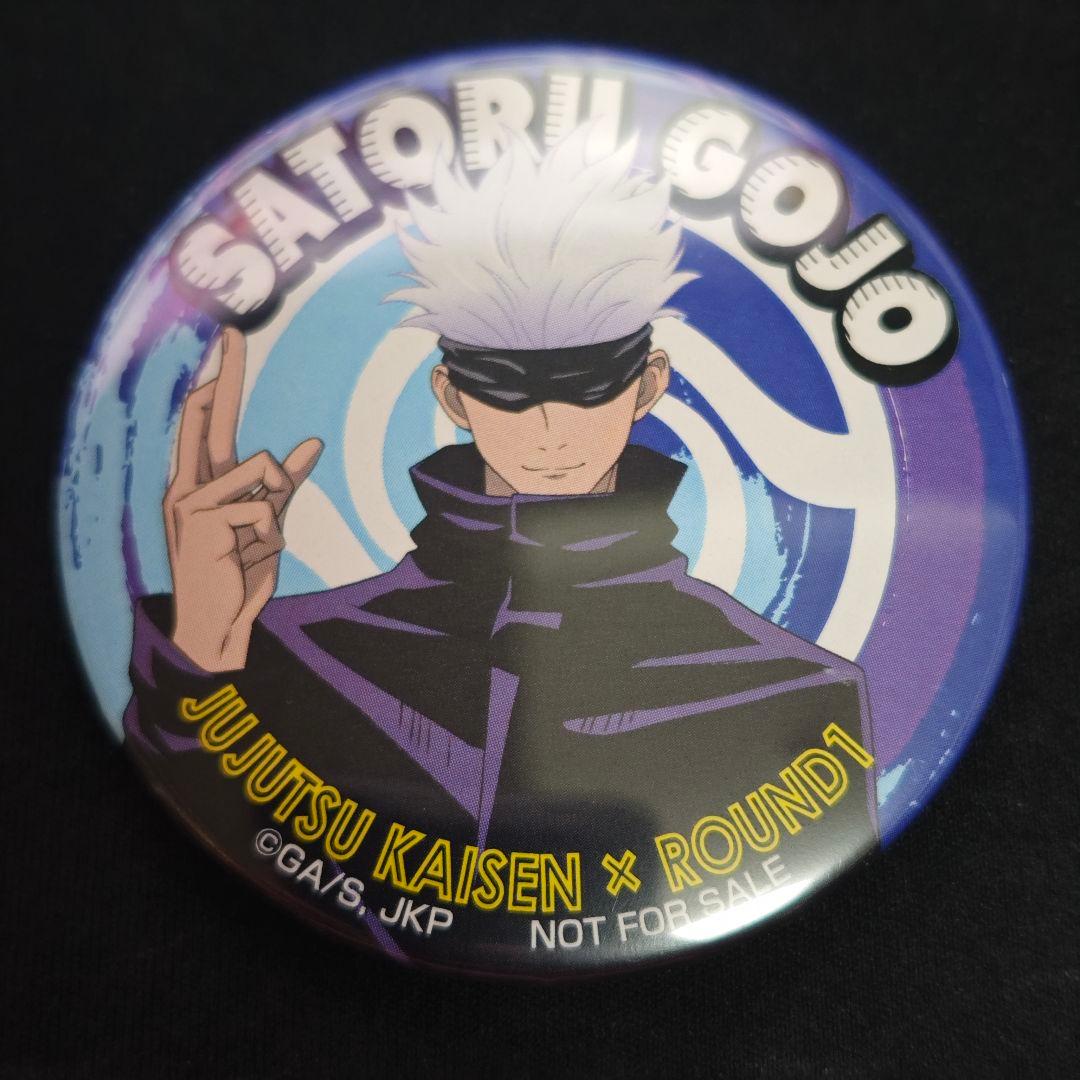 SATORU GOJO
JUJUTSU KAISEN × ROUND1
©GA/S, JKP NOT FOR SALE